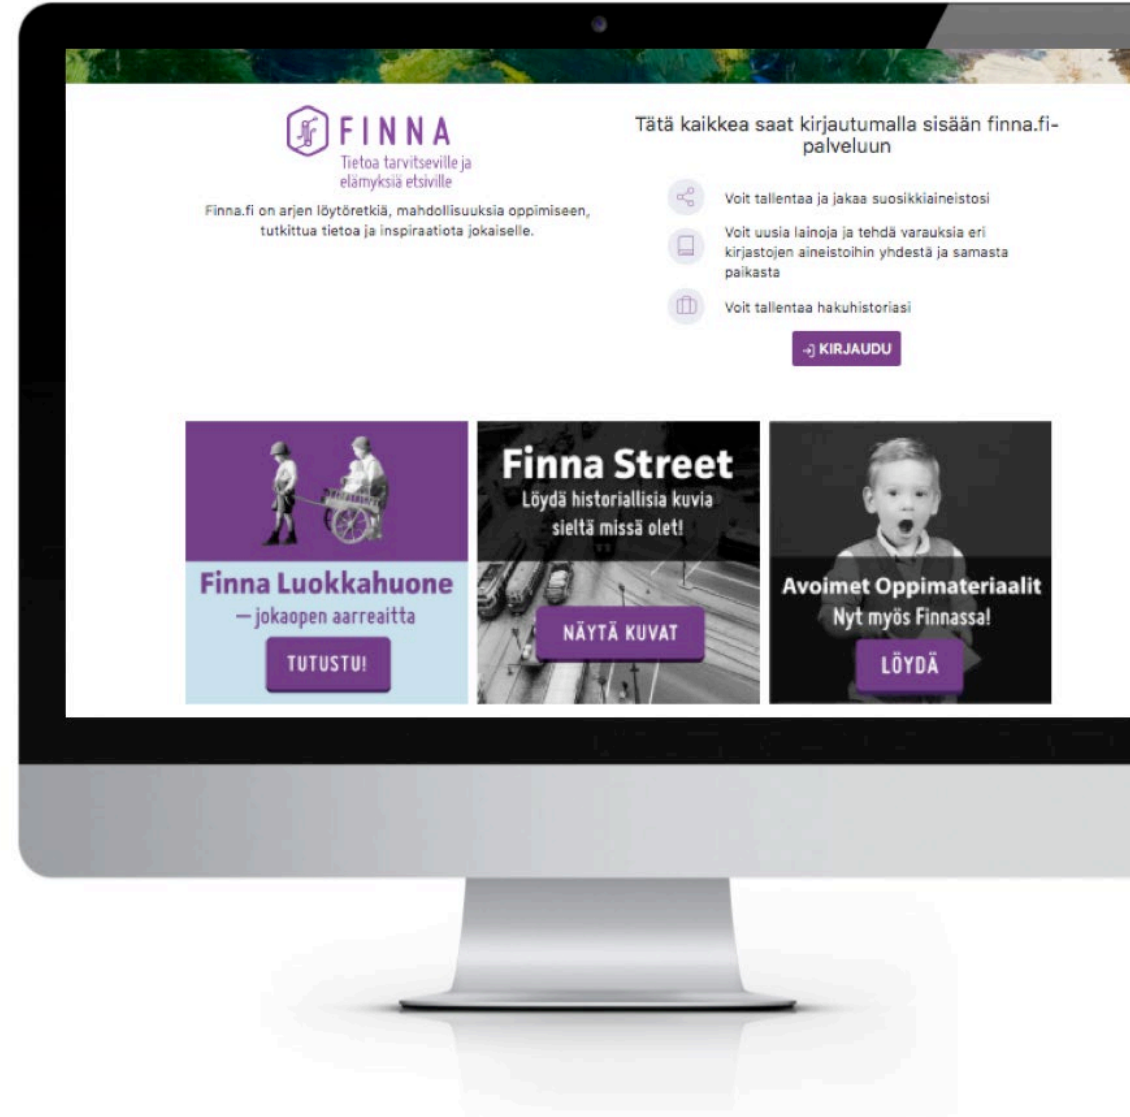 FINNA
Tietoa tarvitseville ja
elämyksiä etsiville
Finna.fi on arjen löytöretkiä, mahdollisuuksia oppimiseen,
tutkittua tietoa ja inspiraatiota jokaiselle.
Tätä kaikkea saat kirjautumalla sisään finna.fi-
palveluun
Voit tallentaa ja jakaa suosikkiaineistosi
Voit uusia lainoja ja tehdä varauksia eri
kirjastojen aineistoihin yhdestä ja samasta
paikasta
Voit tallentaa hakuhistoriasi
KIRJAUDU
Finna Luokkahuone
— jokaopen aarreaitta
TUTUSTU!
Finna Street
Löydä historiallisia kuvia
sieltä missä olet!
NÄYTÄ KUVAT
Avoimet Oppimateriaalit
Nyt myös Finnassa!
LÖYDÄ